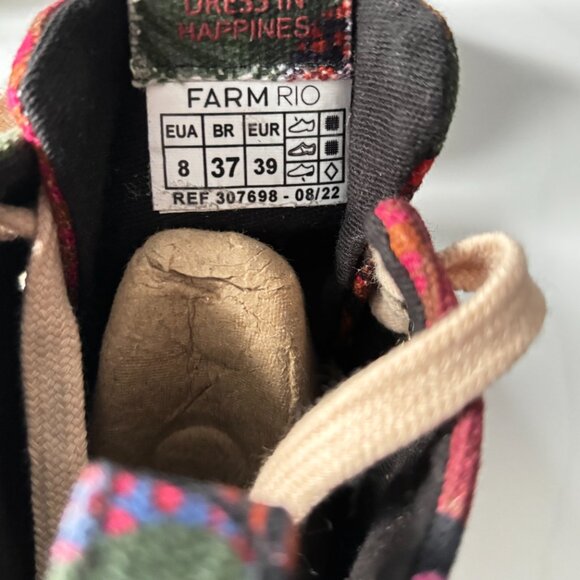 DRESS IN
HAPPINES
FARM RIO
EUA BR EUR
8 37 39
REF 307698 - 08/22